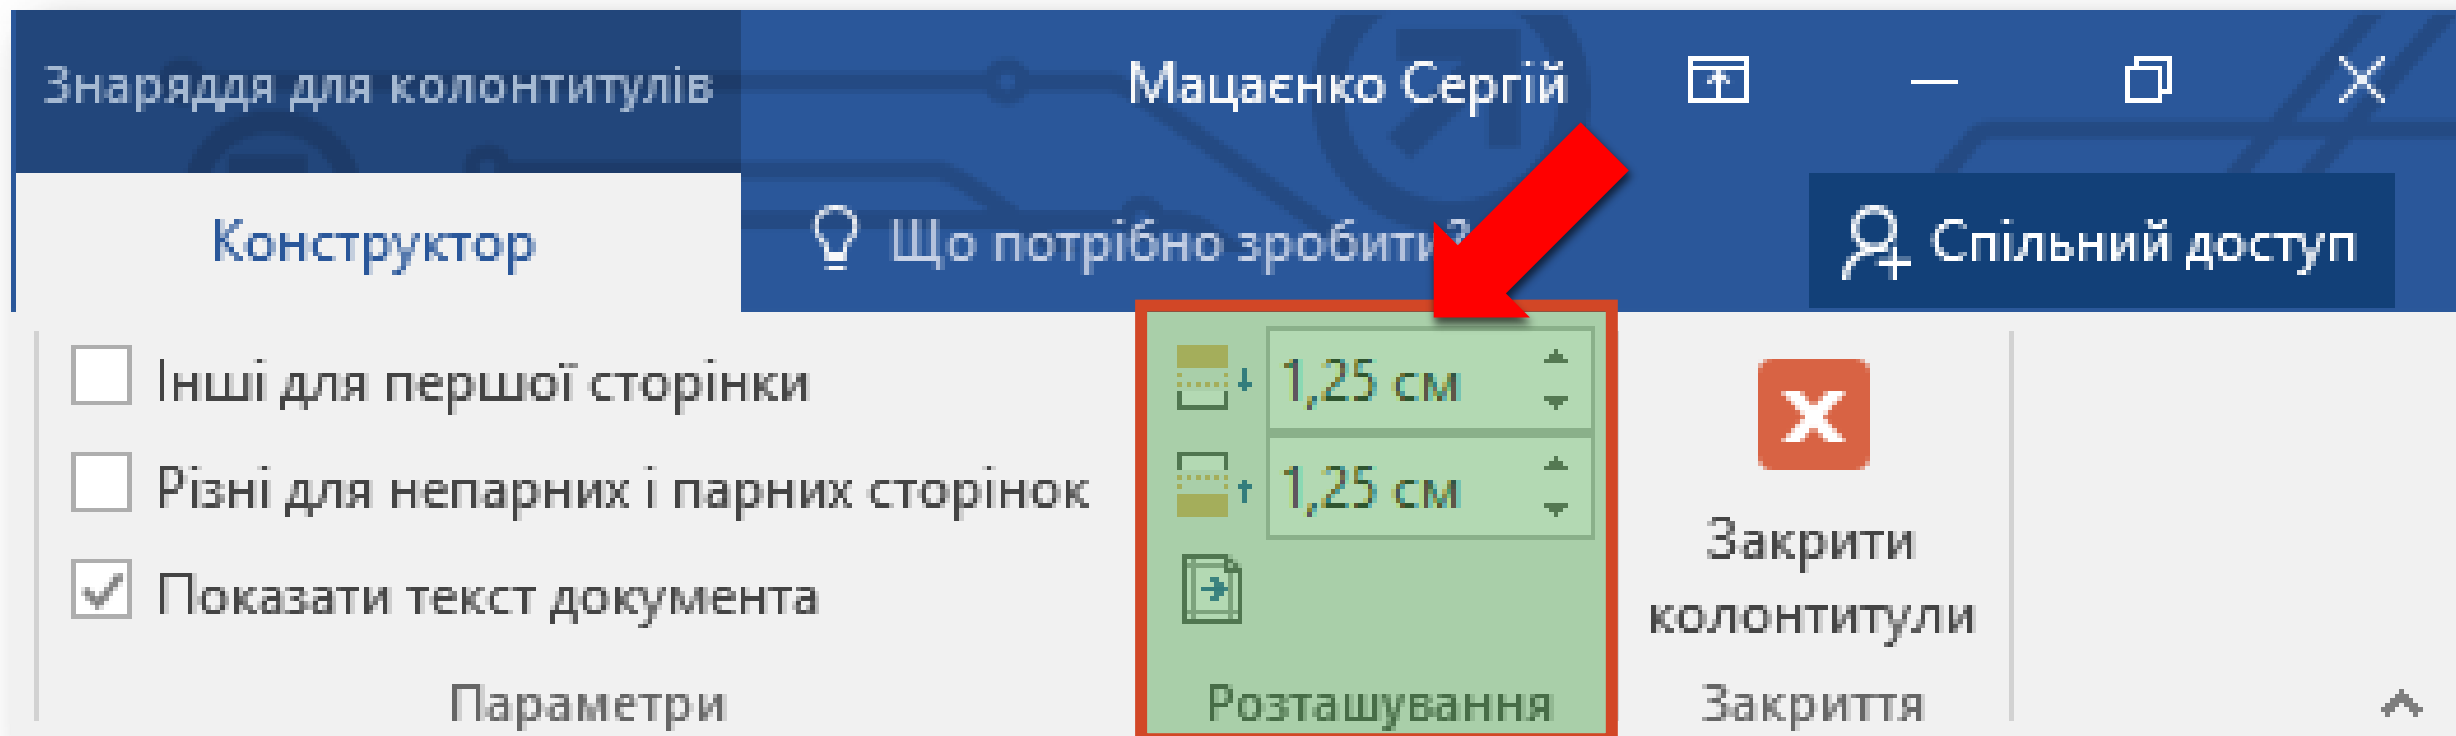 Знаряддя для колонтитулів
Мацаєнко Сергій
Конструктор
Що потрібно зробити?
Спільний доступ
Інші для першої сторінки
Різні для непарних і парних сторінок
Показати текст документа
Параметри
1,25 см
1,25 см
Розташування
Закрити
колонтитули
Закриття